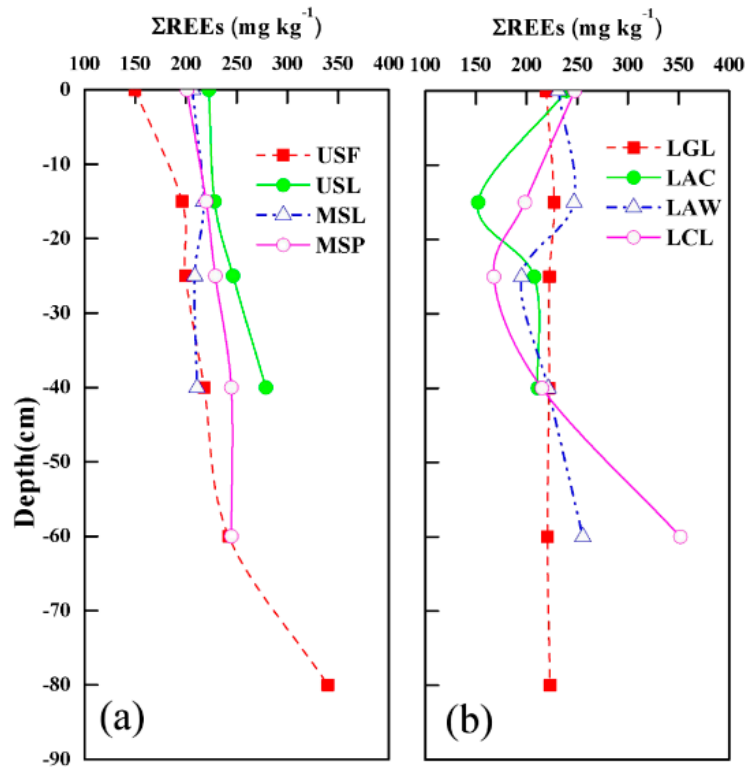 ΣREEs (mg kg⁻¹) ΣREEs (mg kg⁻¹)
100 150 200 250 300 350 400 100 150 200 250 300 350 400
0
-10
-20
-30
-40
-50
-60
-70
-80
-90
Depth(cm)
USF
USL
MSL
MSP
(a)
LGL
LAC
LAW
LCL
(b)